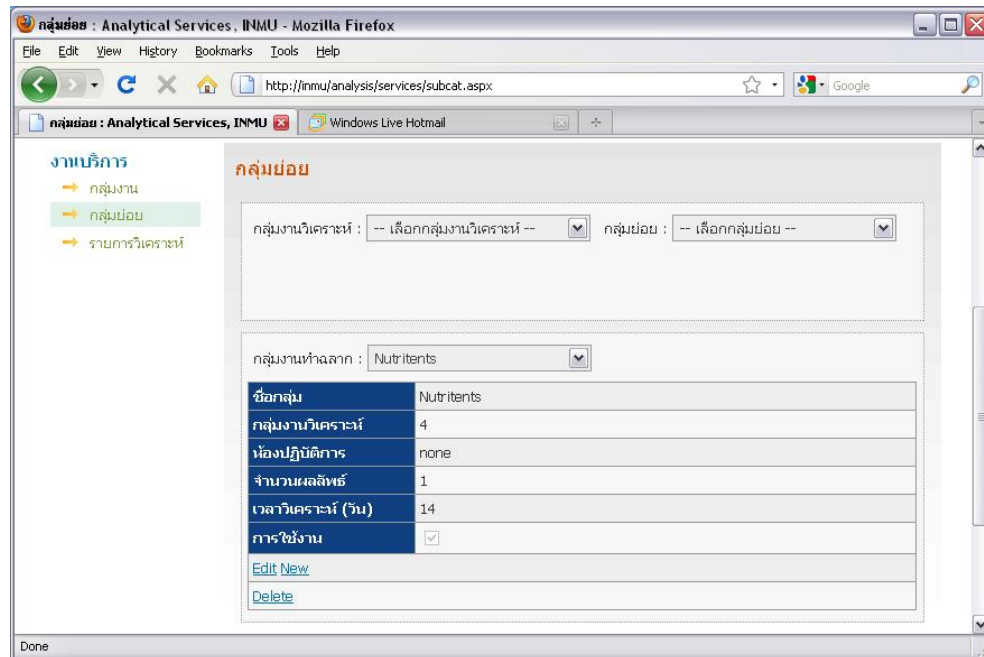 กลุ่มย่อย : Analytical Services, INMU - Mozilla Firefox
File Edit View History Bookmarks Tools Help
http://inmu/analysis/services/subcat.aspx Google
กลุ่มย่อย : Analytical Services, INMU Windows Live Hotmail
งานบริการ
กลุ่มงาน
กลุ่มย่อย
รายการวิเคราะห์
กลุ่มย่อย
กลุ่มงานวิเคราะห์ : -- เลือกกลุ่มงานวิเคราะห์ -- กลุ่มย่อย : -- เลือกกลุ่มย่อย --
กลุ่มงานทำฉลาก : Nutritents
ชื่อกลุ่ม Nutritents
กลุ่มงานวิเคราะห์ 4
ห้องปฏิบัติการ none
จำนวนผลลัพธ์ 1
เวลาวิเคราะห์ (วัน) 14
การใช้งาน
Edit New
Delete
Done